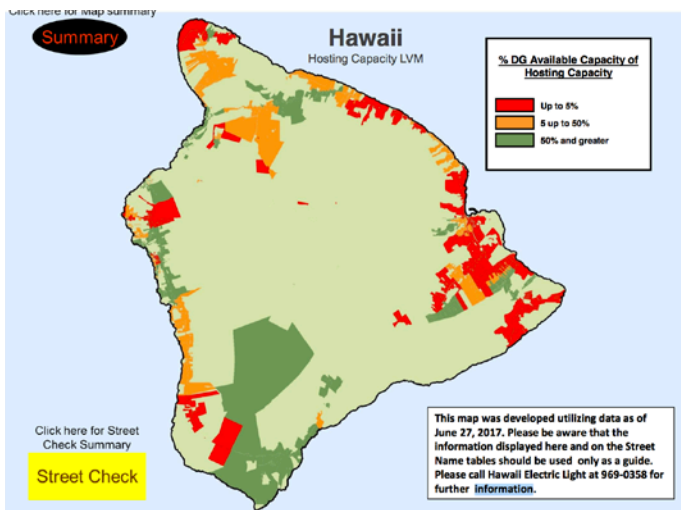 Click here for Map summary
Summary
Hawaii
Hosting Capacity LVM
% DG Available Capacity of
Hosting Capacity
Up to 5%
5 up to 50%
50% and greater
Click here for Street
Check Summary
Street Check
This map was developed utilizing data as of
June 27, 2017. Please be aware that the
information displayed here and on the Street
Name tables should be used only as a guide.
Please call Hawaii Electric Light at 969-0358 for
further information.